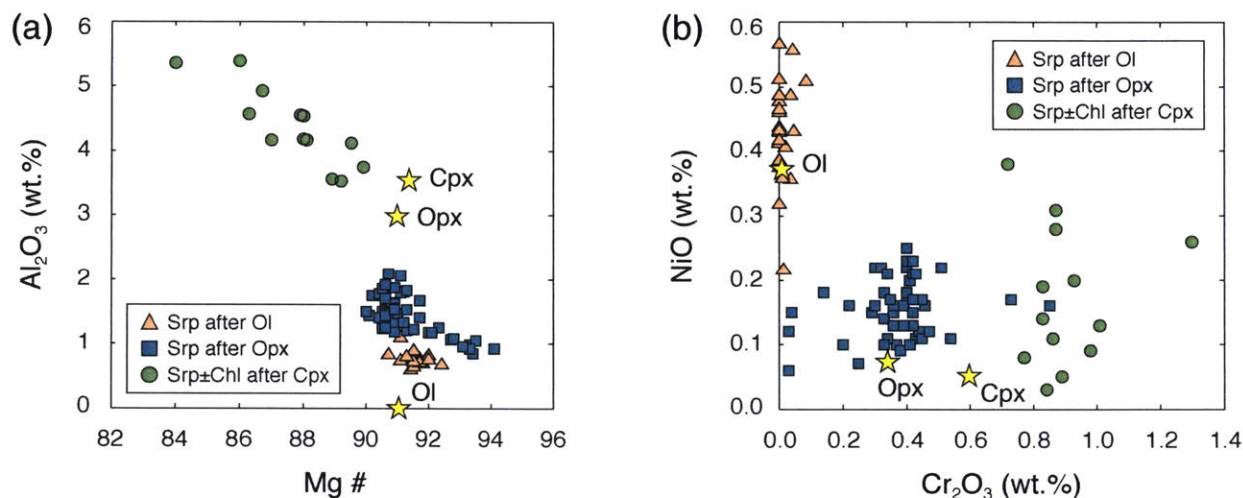 (a)
6
5
4
3
2
1
0
Al₂O₃ (wt.%)
Cpx
Opx
Ol
Srp after Ol
Srp after Opx
Srp±Chl after Cpx
82 84 86 88 90 92 94 96
Mg #
(b)
0.6
0.5
0.4
0.3
0.2
0.1
0.0
NiO (wt.%)
Srp after Ol
Srp after Opx
Srp±Chl after Cpx
Ol
Opx
Cpx
0.0 0.2 0.4 0.6 0.8 1.0 1.2 1.4
Cr₂O₃ (wt.%)